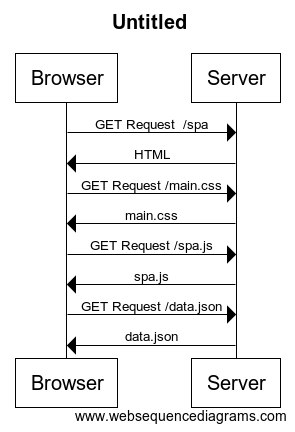 Untitled
Browser Server
GET Request /spa
HTML
GET Request /main.css
main.css
GET Request /spa.js
spa.js
GET Request /data.json
data.json
Browser Server
www.websequencediagrams.com